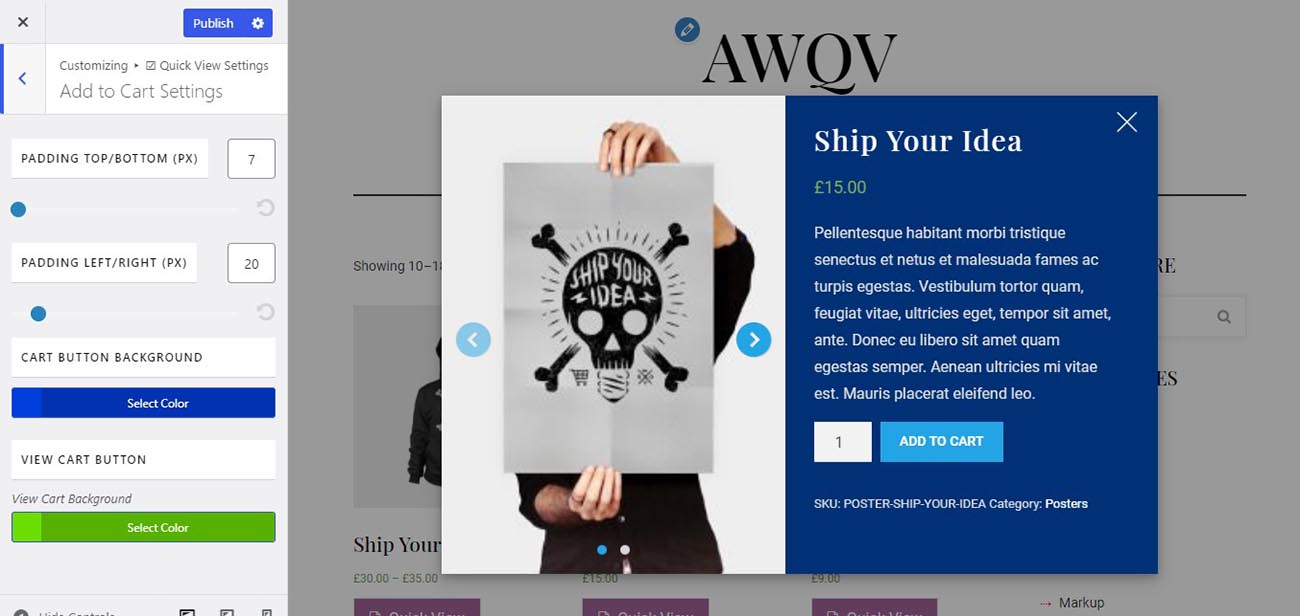 Publish
Customizing ▸ ☑ Quick View Settings
Add to Cart Settings
PADDING TOP/BOTTOM (PX)
7
PADDING LEFT/RIGHT (PX)
20
CART BUTTON BACKGROUND
Select Color
VIEW CART BUTTON
View Cart Background
Select Color
Hide Controls
AWQV
Showing 10–18
RE
ES
SHIP YOUR
IDEA
Ship Your Idea
£15.00
Pellentesque habitant morbi tristique
senectus et netus et malesuada fames ac
turpis egestas. Vestibulum tortor quam,
feugiat vitae, ultricies eget, tempor sit amet,
ante. Donec eu libero sit amet quam
egestas semper. Aenean ultricies mi vitae
est. Mauris placerat eleifend leo.
1
ADD TO CART
SKU: POSTER-SHIP-YOUR-IDEA Category: Posters
Ship Your
£30.00 – £35.00
£15.00
£9.00
Quick View
Quick View
Quick View
→ Markup